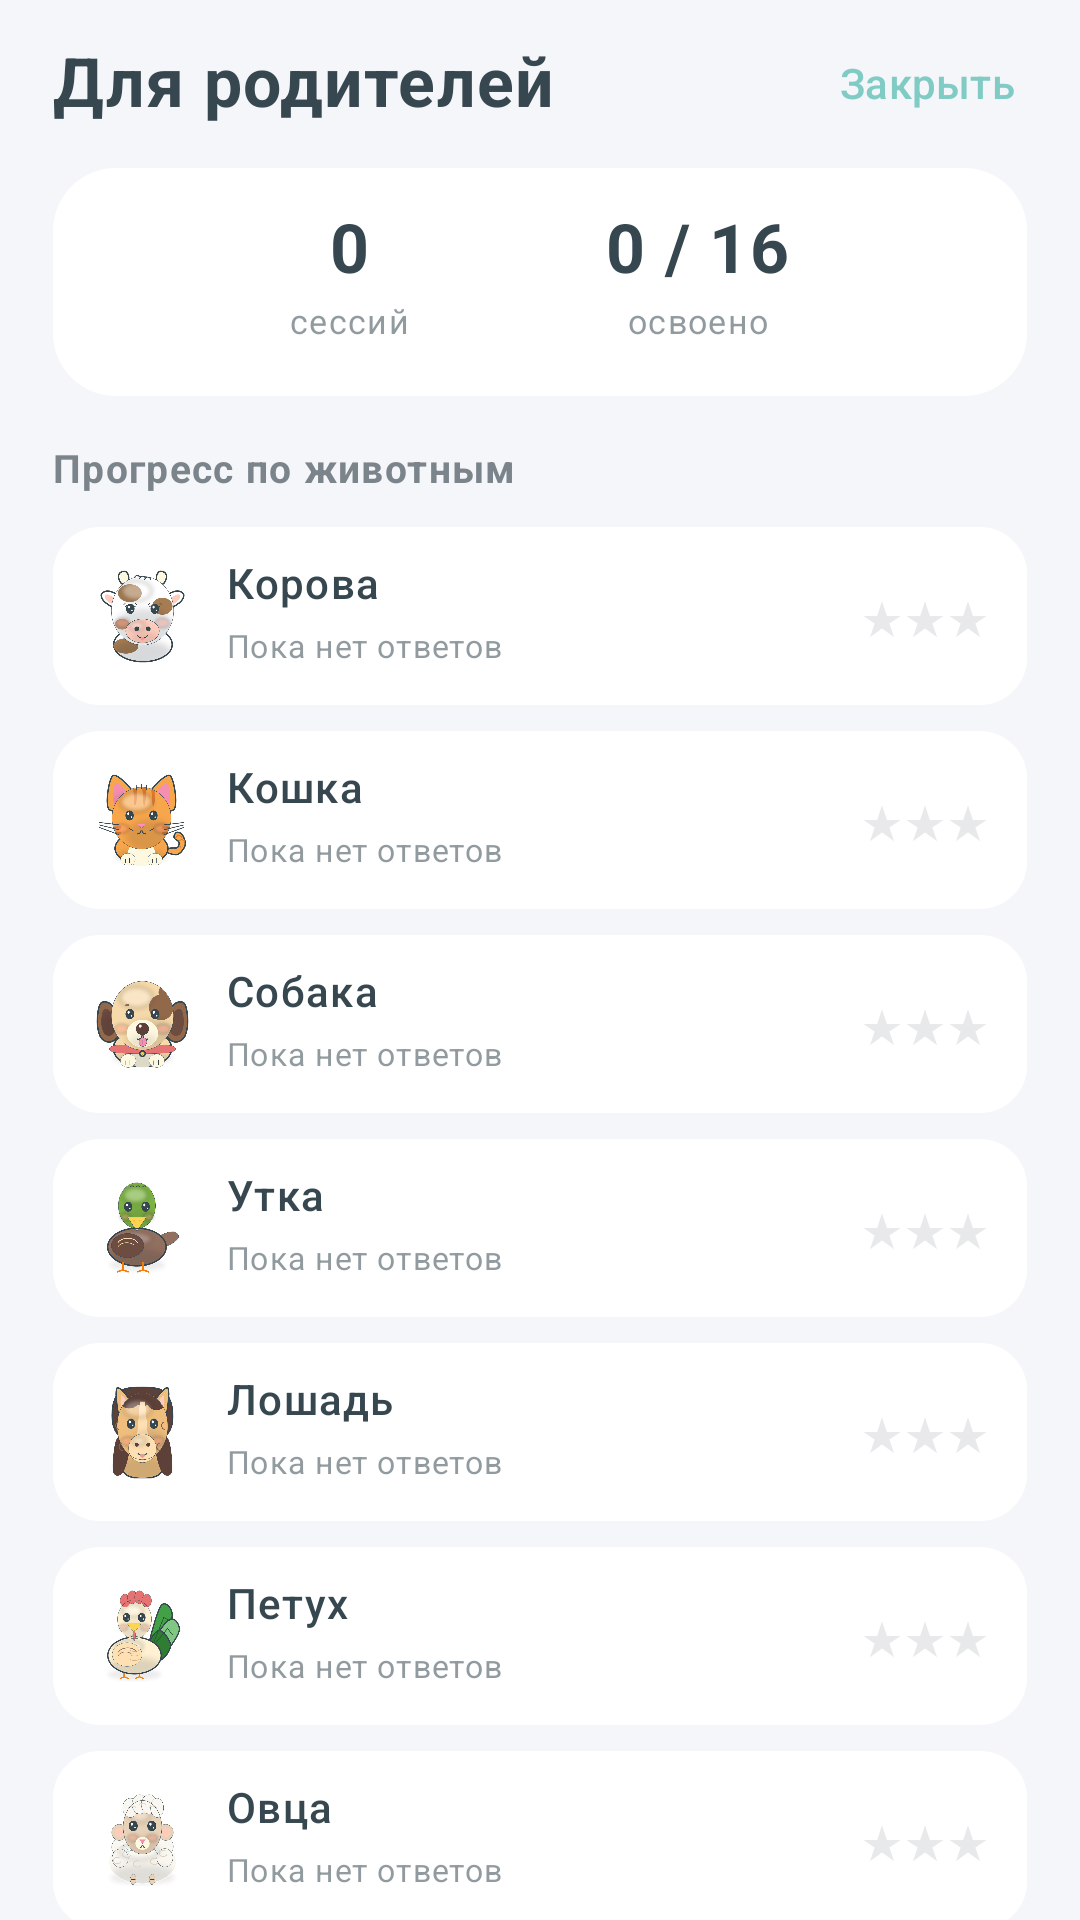 Для родителей
Закрыть
0
0 / 16
сессий
освоено
Прогресс по животным
Корова
Пока нет ответов
Кошка
Пока нет ответов
Собака
Пока нет ответов
Утка
Пока нет ответов
Лошадь
Пока нет ответов
Петух
Пока нет ответов
Овца
Пока нет ответов